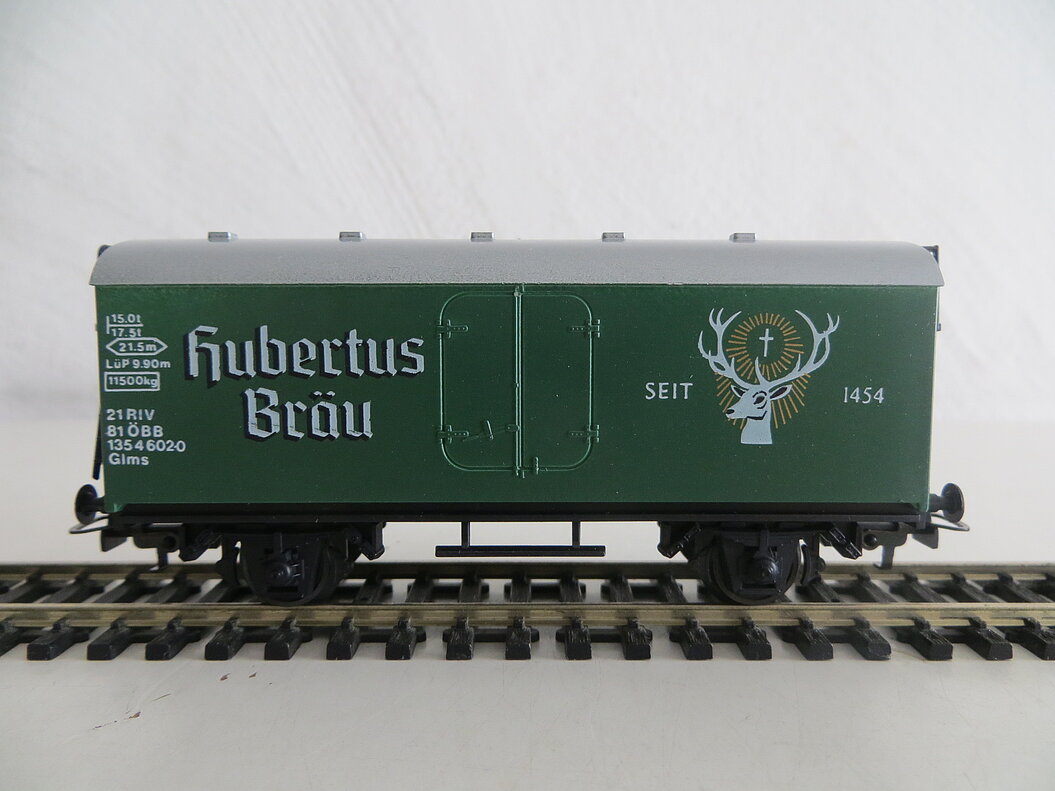 15.0t
17.5t
21.5m
LüP 9.90m
11500kg
21 RIV
81 ÖBB
135 4 602-0
Glms
Hubertus
Bräu
SEIT 1454